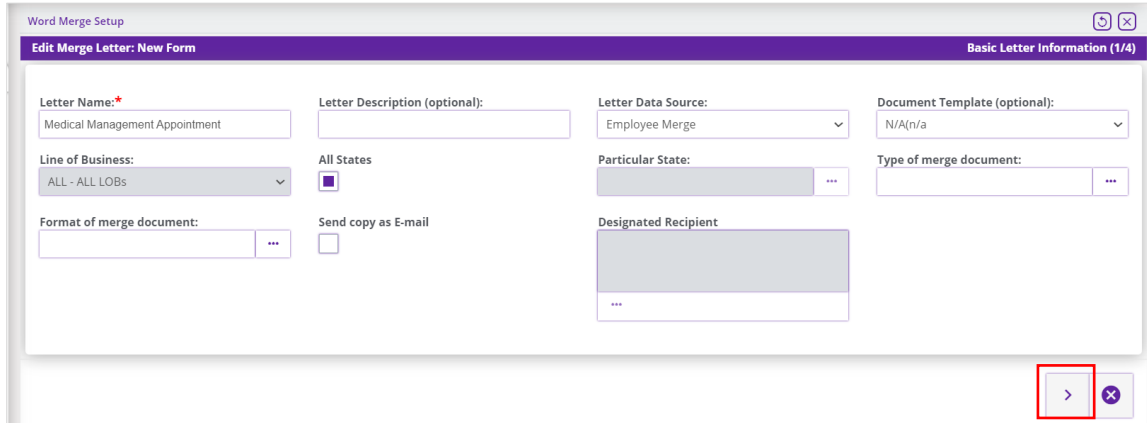 Word Merge Setup
Edit Merge Letter: New Form Basic Letter Information (1/4)
Letter Name:* Letter Description (optional): Letter Data Source: Document Template (optional):
Medical Management Appointment Employee Merge N/A(n/a
Line of Business: All States Particular State: Type of merge document:
ALL - ALL LOBs ... ...
Format of merge document: Send copy as E-mail Designated Recipient
...
...